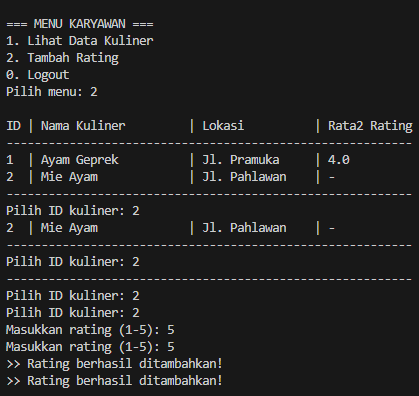 === MENU KARYAWAN ===
1. Lihat Data Kuliner
2. Tambah Rating
0. Logout
Pilih menu: 2
ID | Nama Kuliner | Lokasi | Rata2 Rating
----------------------------------------------------------
1 | Ayam Geprek | Jl. Pramuka | 4.0
2 | Mie Ayam | Jl. Pahlawan | -
----------------------------------------------------------
Pilih ID kuliner: 2
2 | Mie Ayam | Jl. Pahlawan | -
----------------------------------------------------------
Pilih ID kuliner: 2
----------------------------------------------------------
Pilih ID kuliner: 2
Pilih ID kuliner: 2
Masukkan rating (1-5): 5
Masukkan rating (1-5): 5
>> Rating berhasil ditambahkan!
>> Rating berhasil ditambahkan!